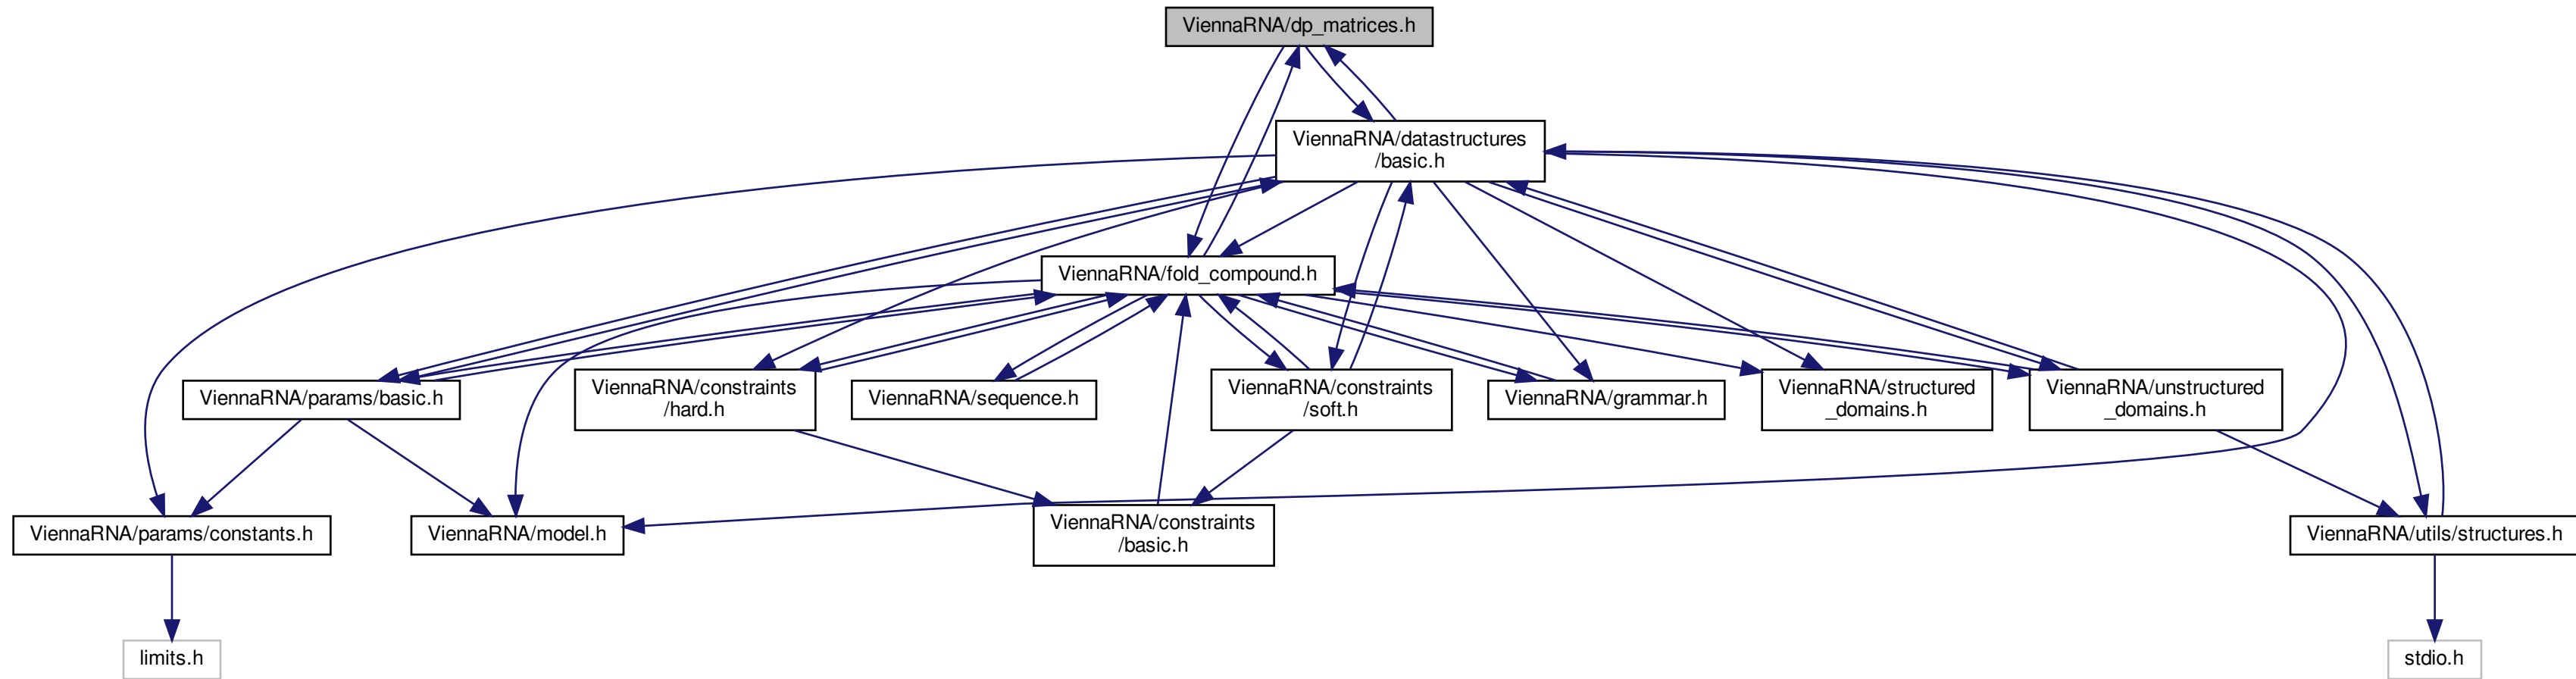 ViennaRNA/dp_matrices.h
ViennaRNA/datastructures
/basic.h
ViennaRNA/fold_compound.h
ViennaRNA/params/basic.h
ViennaRNA/constraints
/hard.h
ViennaRNA/sequence.h
ViennaRNA/constraints
/soft.h
ViennaRNA/grammar.h
ViennaRNA/structured
_domains.h
ViennaRNA/unstructured
_domains.h
ViennaRNA/params/constants.h
ViennaRNA/model.h
ViennaRNA/constraints
/basic.h
ViennaRNA/utils/structures.h
limits.h
stdio.h